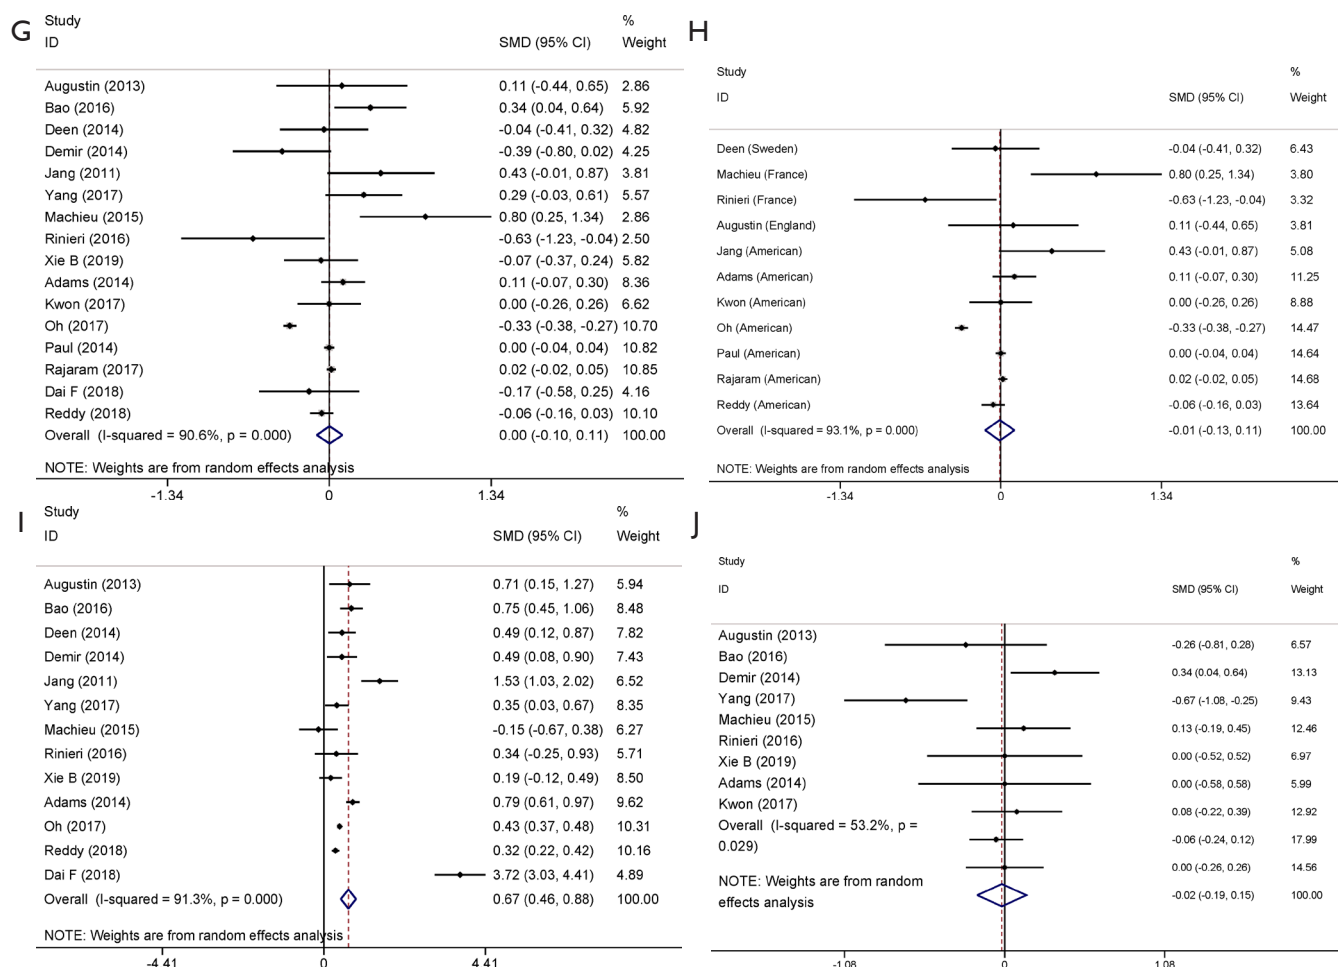 G
Study %
ID SMD (95% CI) Weight
Augustin (2013) 0.11 (-0.44, 0.65) 2.86
Bao (2016) 0.34 (0.04, 0.64) 5.92
Deen (2014) -0.04 (-0.41, 0.32) 4.82
Demir (2014) -0.39 (-0.80, 0.02) 4.25
Jang (2011) 0.43 (-0.01, 0.87) 3.81
Yang (2017) 0.29 (-0.03, 0.61) 5.57
Machieu (2015) 0.80 (0.25, 1.34) 2.86
Rinieri (2016) -0.63 (-1.23, -0.04) 2.50
Xie B (2019) -0.07 (-0.37, 0.24) 5.82
Adams (2014) 0.11 (-0.07, 0.30) 8.36
Kwon (2017) 0.00 (-0.26, 0.26) 6.62
Oh (2017) -0.33 (-0.38, -0.27) 10.70
Paul (2014) 0.00 (-0.04, 0.04) 10.82
Rajaram (2017) 0.02 (-0.02, 0.05) 10.85
Dai F (2018) -0.17 (-0.58, 0.25) 4.16
Reddy (2018) -0.06 (-0.16, 0.03) 10.10
Overall (I-squared = 90.6%, p = 0.000) 0.00 (-0.10, 0.11) 100.00
NOTE: Weights are from random effects analysis
-1.34 0 1.34
H
Study %
ID SMD (95% CI) Weight
Deen (Sweden) -0.04 (-0.41, 0.32) 6.43
Machieu (France) 0.80 (0.25, 1.34) 3.80
Rinieri (France) -0.63 (-1.23, -0.04) 3.32
Augustin (England) 0.11 (-0.44, 0.65) 3.81
Jang (American) 0.43 (-0.01, 0.87) 5.08
Adams (American) 0.11 (-0.07, 0.30) 11.25
Kwon (American) 0.00 (-0.26, 0.26) 8.88
Oh (American) -0.33 (-0.38, -0.27) 14.47
Paul (American) 0.00 (-0.04, 0.04) 14.64
Rajaram (American) 0.02 (-0.02, 0.05) 14.68
Reddy (American) -0.06 (-0.16, 0.03) 13.64
Overall (I-squared = 93.1%, p = 0.000) -0.01 (-0.13, 0.11) 100.00
NOTE: Weights are from random effects analysis
-1.34 0 1.34
I
Study %
ID SMD (95% CI) Weight
Augustin (2013) 0.71 (0.15, 1.27) 5.94
Bao (2016) 0.75 (0.45, 1.06) 8.48
Deen (2014) 0.49 (0.12, 0.87) 7.82
Demir (2014) 0.49 (0.08, 0.90) 7.43
Jang (2011) 1.53 (1.03, 2.02) 6.52
Yang (2017) 0.35 (0.03, 0.67) 8.35
Machieu (2015) -0.15 (-0.67, 0.38) 6.27
Rinieri (2016) 0.34 (-0.25, 0.93) 5.71
Xie B (2019) 0.19 (-0.12, 0.49) 8.50
Adams (2014) 0.79 (0.61, 0.97) 9.62
Oh (2017) 0.43 (0.37, 0.48) 10.31
Reddy (2018) 0.32 (0.22, 0.42) 10.16
Dai F (2018) 3.72 (3.03, 4.41) 4.89
Overall (I-squared = 91.3%, p = 0.000) 0.67 (0.46, 0.88) 100.00
NOTE: Weights are from random effects analysis
-4.41 0 4.41
J
Study %
ID SMD (95% CI) Weight
Augustin (2013) -0.26 (-0.81, 0.28) 6.57
Bao (2016) 0.34 (0.04, 0.64) 13.13
Demir (2014) -0.67 (-1.08, -0.25) 9.43
Yang (2017) 0.13 (-0.19, 0.45) 12.46
Machieu (2015) 0.00 (-0.52, 0.52) 6.97
Rinieri (2016) 0.00 (-0.58, 0.58) 5.99
Xie B (2019) 0.08 (-0.22, 0.39) 12.92
Adams (2014) -0.06 (-0.24, 0.12) 17.99
Kwon (2017) 0.00 (-0.26, 0.26) 14.56
Overall (I-squared = 53.2%, p = -0.02 (-0.19, 0.15) 100.00
0.029)
NOTE: Weights are from random
effects analysis
-1.08 0 1.08